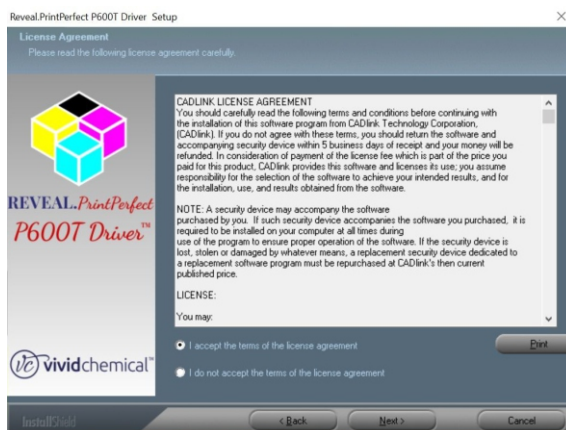 Reveal.PrintPerfect P600T Driver Setup
License Agreement
Please read the following license agreement carefully.
CADLINK LICENSE AGREEMENT
You should carefully read the following terms and conditions before continuing with
the installation of this software program from CADlink Technology Corporation,
(CADlink). If you do not agree with these terms, you should return the software and
accompanying security device within 5 business days of receipt and your money will be
refunded. In consideration of payment of the license fee which is part of the price you
paid for this product, CADlink provides this software and licenses its use; you assume
responsibility for the selection of the software to achieve your intended results, and for
the installation, use, and results obtained from the software.
NOTE: A security device may accompany the software
purchased by you. If such security device accompanies the software you purchased, it is
required to be installed on your computer at all times during
use of the program to ensure proper operation of the software. If the security device is
lost, stolen or damaged by whatever means, a replacement security device dedicated to
a replacement software program must be repurchased at CADlink's then current
published price.
LICENSE:
You may:
REVEAL.PrintPerfect
P600T Driver™
I accept the terms of the license agreement
Print
I do not accept the terms of the license agreement
vc vividchemical™
InstallShield
< Back
Next >
Cancel